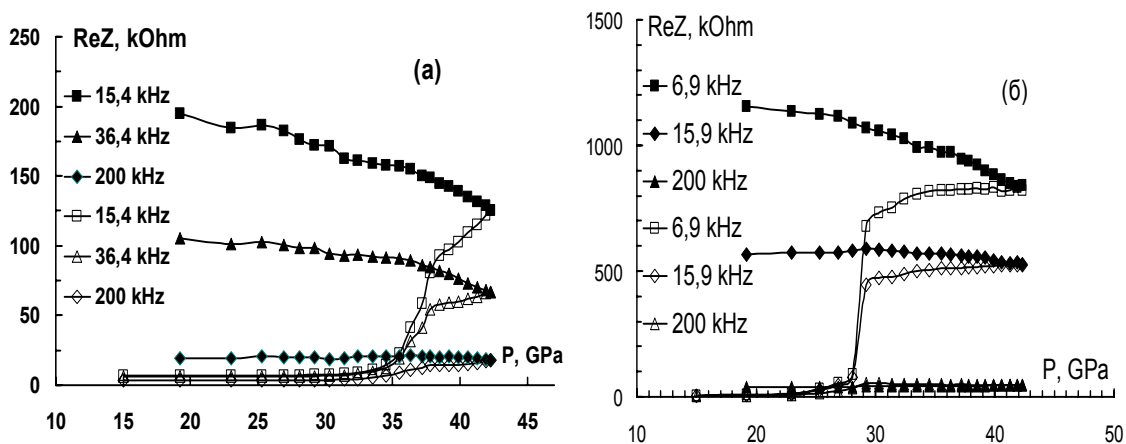 ReZ, kOhm
(а)
250
200
150
100
50
0
15,4 kHz
36,4 kHz
200 kHz
15,4 kHz
36,4 kHz
200 kHz
P, GPa
10 15 20 25 30 35 40 45
1500
1000
500
0
ReZ, kOhm
(б)
6,9 kHz
15,9 kHz
200 kHz
6,9 kHz
15,9 kHz
200 kHz
P, GPa
10 20 30 40 50